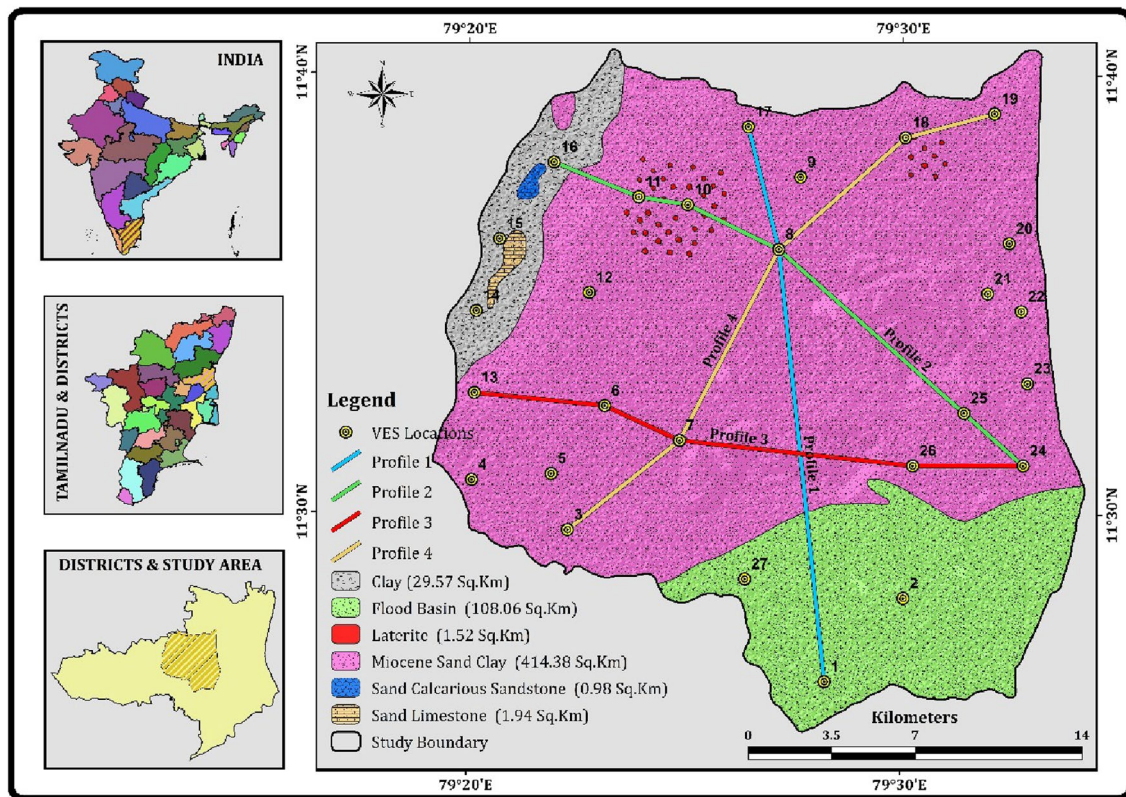 INDIA
TAMILNADU & DISTRICTS
DISTRICTS & STUDY AREA
79°20'E
79°30'E
11°40'N
11°40'N
11°30'N
11°30'N
79°20'E
79°30'E
N
E
S
W
17
18
19
16
9
11
10
8
20
15
12
21
22
4
Profile 4
Profile 2
23
13
6
25
7
Profile 3
Profile 1
26
24
4
5
3
27
2
1
Legend
VES Locations
Profile 1
Profile 2
Profile 3
Profile 4
Clay (29.57 Sq.Km)
Flood Basin (108.06 Sq.Km)
Laterite (1.52 Sq.Km)
Miocene Sand Clay (414.38 Sq.Km)
Sand Calcarious Sandstone (0.98 Sq.Km)
Sand Limestone (1.94 Sq.Km)
Study Boundary
Kilometers
0 3.5 7 14